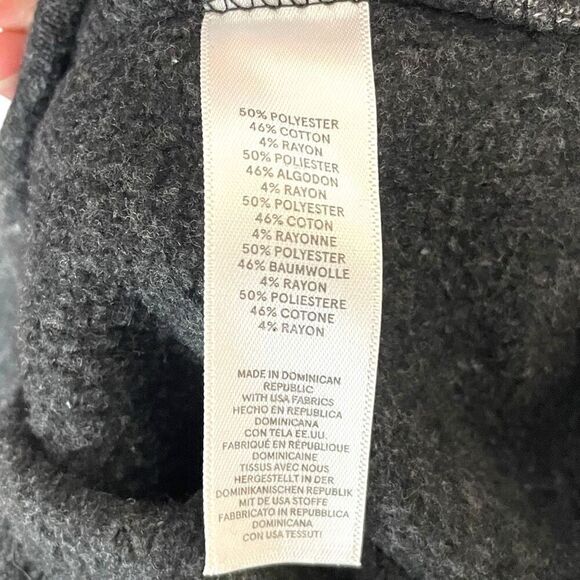 50% POLYESTER
46% COTTON
4% RAYON
50% POLIESTER
46% ALGODON
4% RAYON
50% POLYESTER
46% COTON
4% RAYONNE
50% POLYESTER
46% BAUMWOLLE
4% RAYON
50% POLIESTERE
46% COTONE
4% RAYON
MADE IN DOMINICAN
REPUBLIC
WITH USA FABRICS
HECHO EN REPUBLICA
DOMINICANA
CON TELA EE.UU.
FABRIQUÉ EN RÉPUBLIQUE
DOMINICAINE
TISSUS AVEC NOUS
HERGESTELLT IN DER
DOMINIKANISCHEN REPUBLIK
MIT DE USA STOFFE
FABBRICATO IN REPUBBLICA
DOMINICANA
CON USA TESSUTI